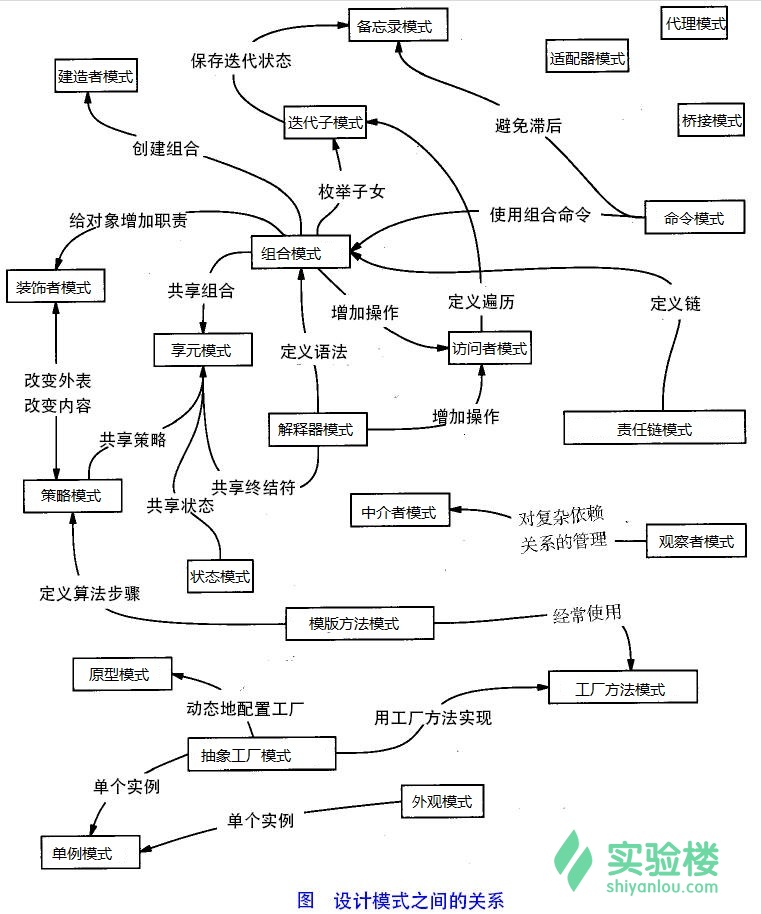 备忘录模式
代理模式
适配器模式
保存迭代状态
建造者模式
迭代子模式
避免滞后
桥接模式
创建组合
枚举子女
给对象增加职责
使用组合命令
命令模式
组合模式
装饰者模式
共享组合
增加操作
定义遍历
定义链
享元模式
定义语法
访问者模式
改变外表
改变内容
增加操作
解释器模式
责任链模式
共享策略
共享终结符
策略模式
共享状态
中介者模式
对复杂依赖
关系的管理
观察者模式
状态模式
定义算法步骤
模版方法模式
经常使用
原型模式
工厂方法模式
动态地配置工厂
用工厂方法实现
抽象工厂模式
单个实例
外观模式
单个实例
单例模式
实验楼
shiyanlou.com
图 设计模式之间的关系